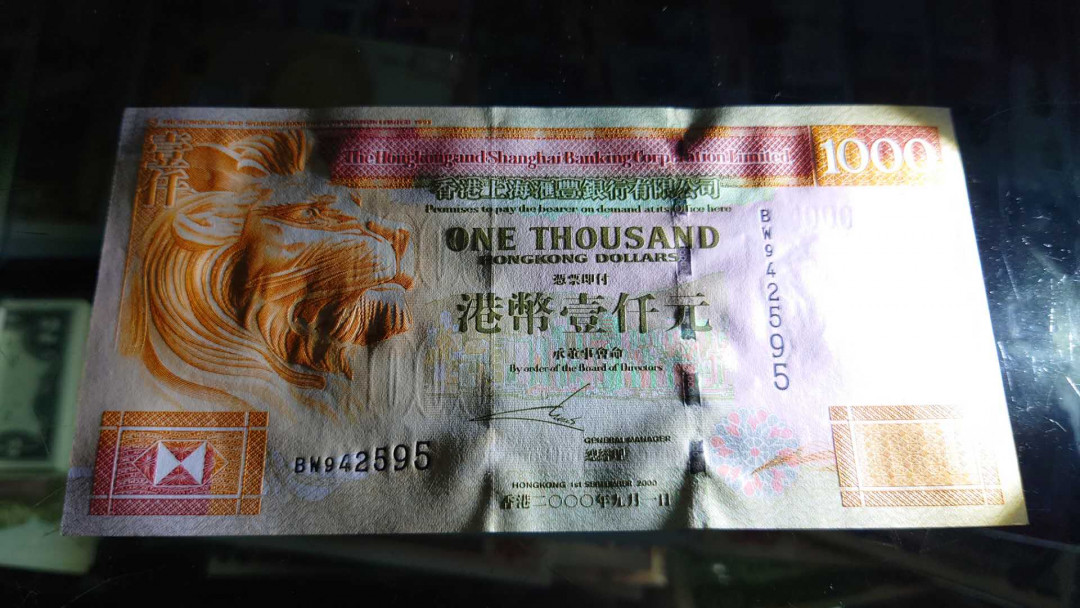 壹仟
The Hongkong and Shanghai Banking Corporation Limited
1000
香港上海滙豐銀行有限公司
Promises to pay the bearer on demand at its office here
ONE THOUSAND
HONGKONG DOLLARS
憑票即付
港幣壹仟元
承董事會命
By order of the Board of Directors
BW942595
GENERAL MANAGER
總經理
BW942595
HONGKONG 1st SEPTEMBER 2000
香港二〇〇〇年九月一日